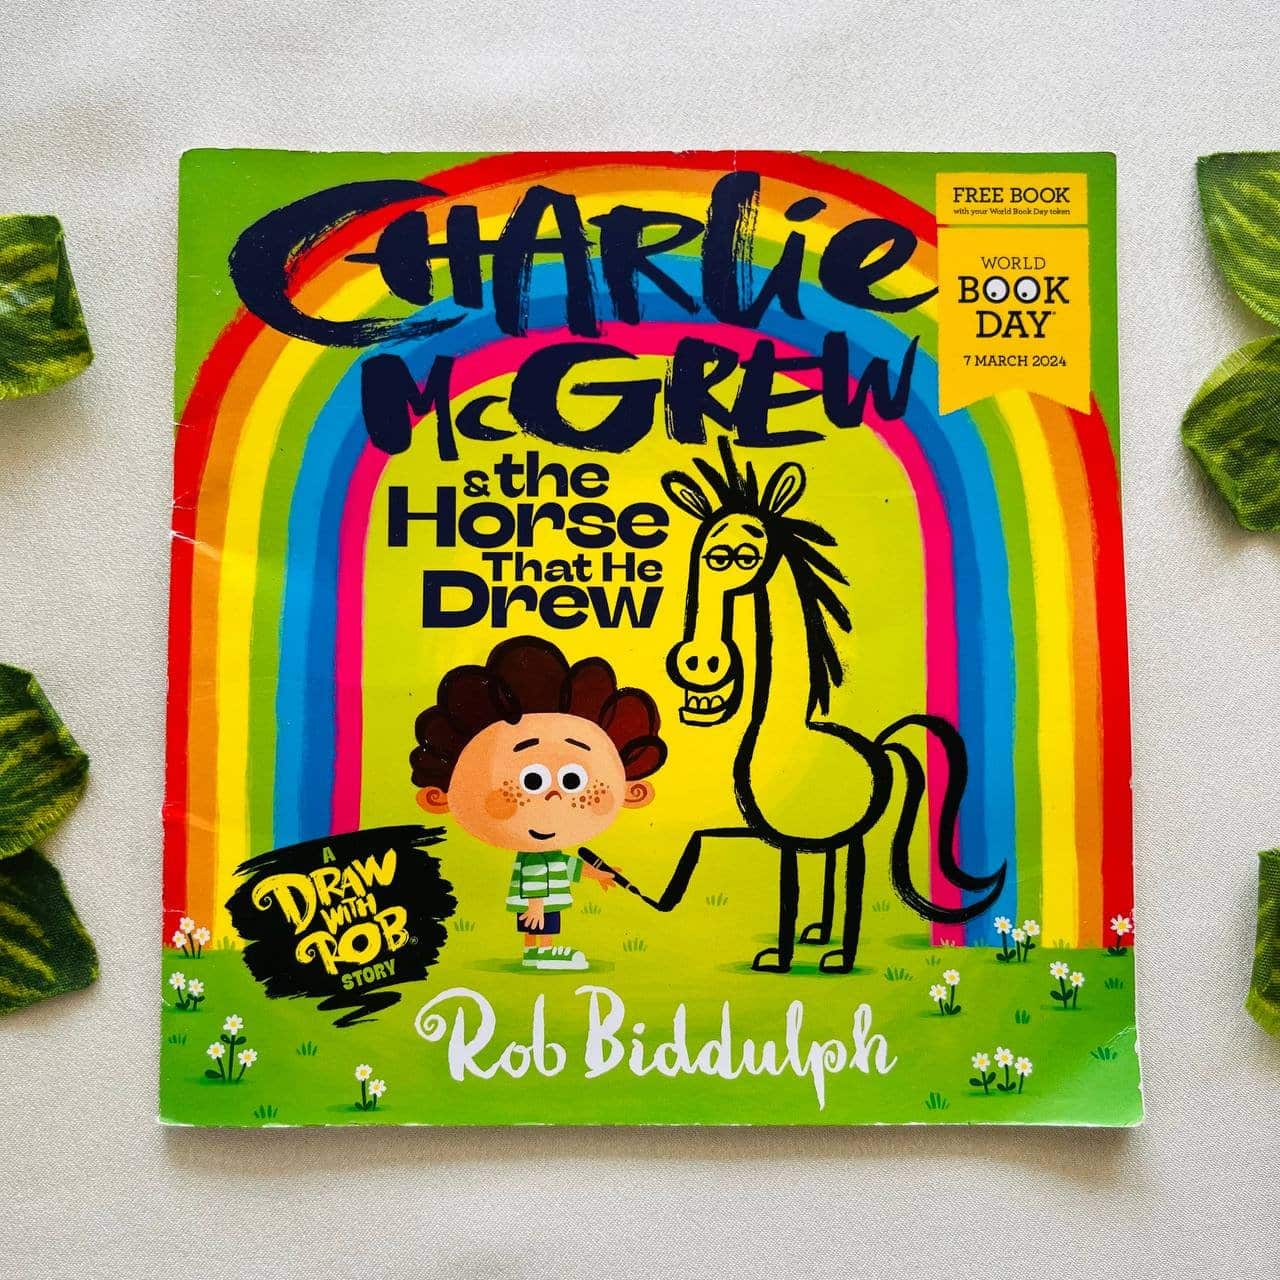 CHARLie
McGREW
& the
Horse
That He
Drew
FREE BOOK
with your World Book Day token
WORLD
BOOK
DAY
7 MARCH 2024
A
DRAW
WITH
ROB®
STORY
Rob Biddulph